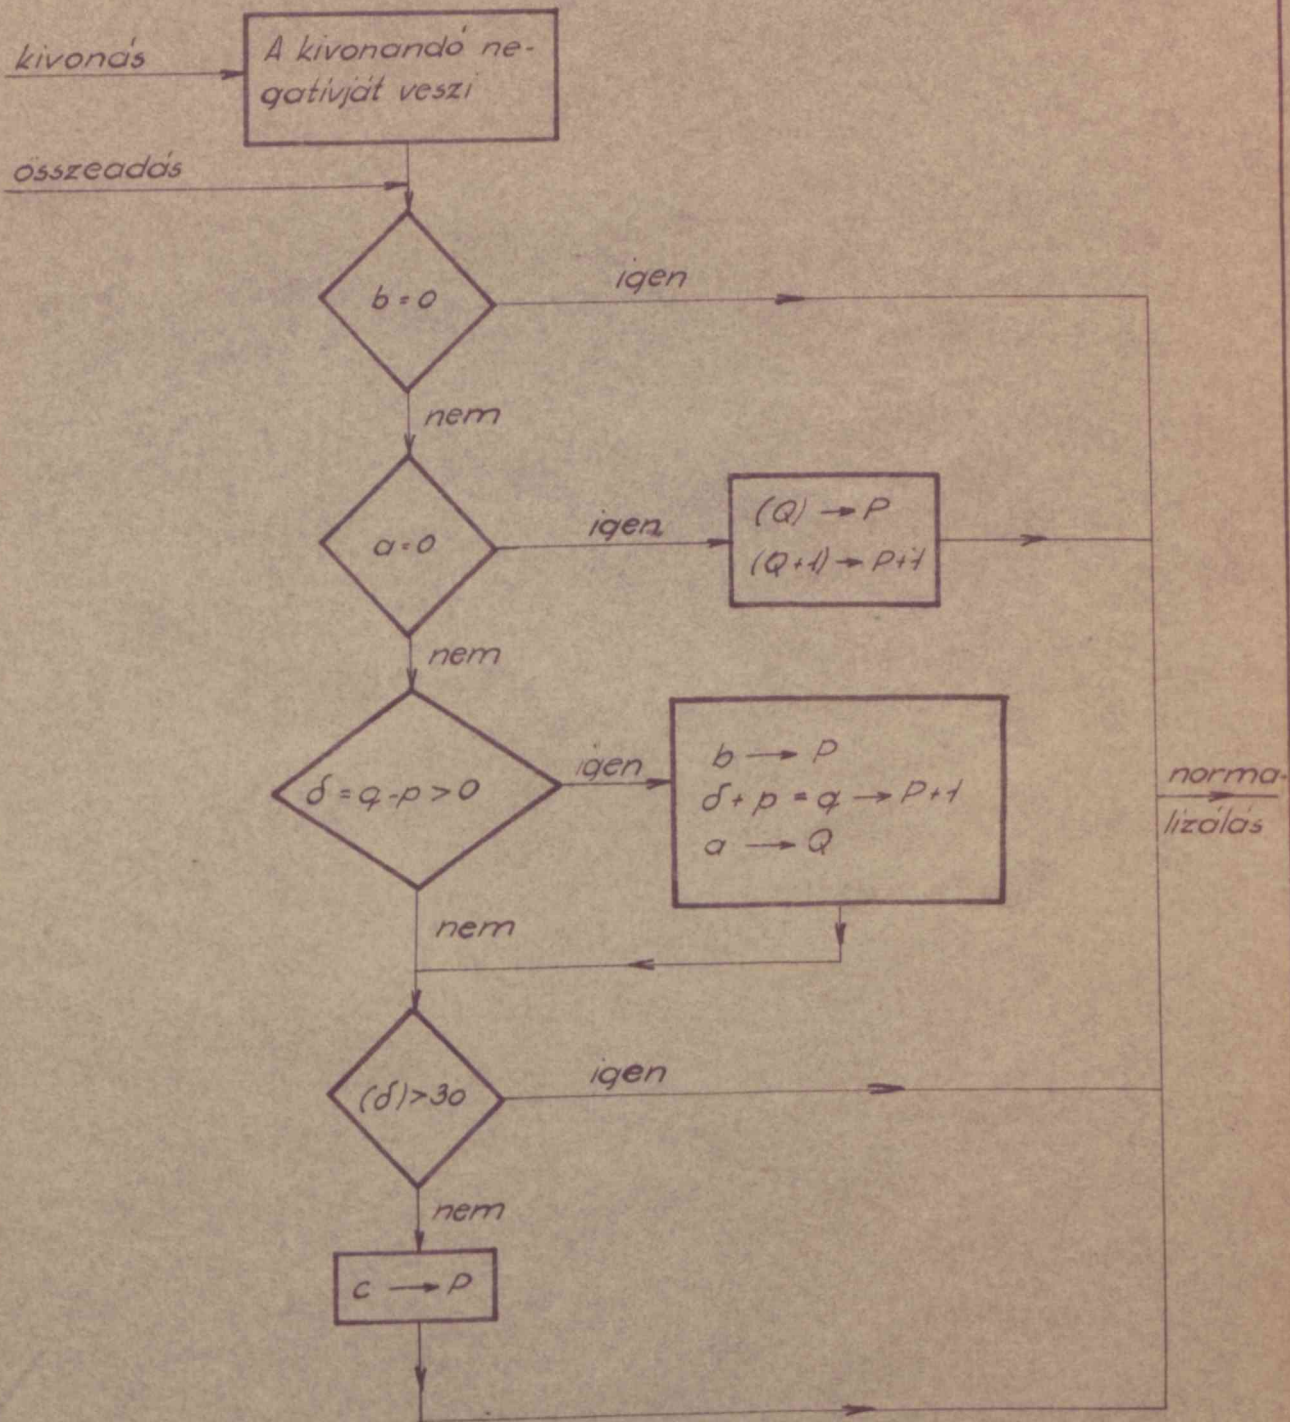 kivonás
A kivonandó ne-
gatívját veszi
összeadás
b = 0
igen
nem
a = 0
igen
(Q) → P
(Q+1) → P+1
nem
δ = q - p > 0
igen
b → P
δ + p = q → P+1
a → Q
norma-
lizálás
nem
(δ) > 30
igen
nem
c → P